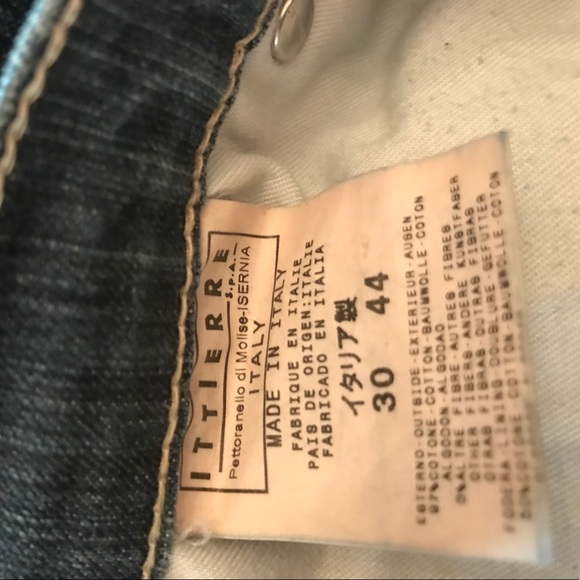 ITTIERRE
S.P.A.
Pettoranello di Molise-ISERNIA
ITALY
MADE IN ITALY
FABRIQUE EN ITALIE
PAIS DE ORIGEN:ITALIE
FABRICADO EN ITALIA
イタリア製
30 44
ESTERNO-OUTSIDE-EXTERIEUR-AUßEN
COTONE-COTTON-BAUMWOLLE-COTON
ALGODON-ALGODAO
ALTRE FIBRE-AUTRES FIBRES
OTHER FIBERS ANDERE KUNSTFASER
OTRAS FIBRAS OUTRAS FIBRAS
FODERA LINING DOUBLURE GEFUTTER
COTTON BAUMWOLLE COTON